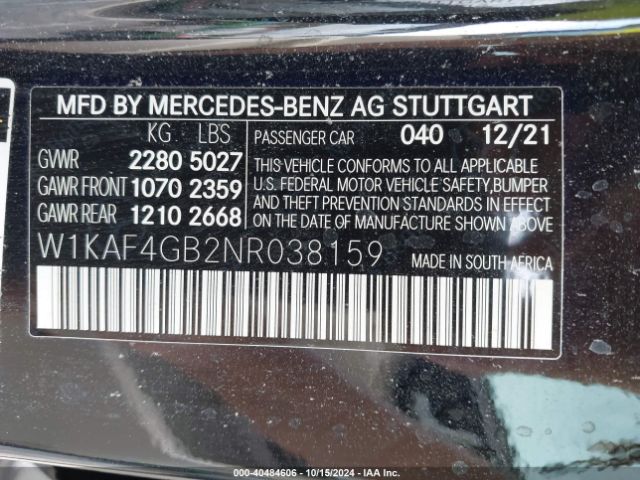 MFD BY MERCEDES-BENZ AG STUTTGART
KG LBS
GVWR 2280 5027
GAWR FRONT 1070 2359
GAWR REAR 1210 2668
PASSENGER CAR 040 12/21
THIS VEHICLE CONFORMS TO ALL APPLICABLE
U.S. FEDERAL MOTOR VEHICLE SAFETY,BUMPER
AND THEFT PREVENTION STANDARDS IN EFFECT
ON THE DATE OF MANUFACTURE SHOWN ABOVE.
W1KAF4GB2NR038159
MADE IN SOUTH AFRICA
000-40484606 - 10/15/2024 - IAA Inc.